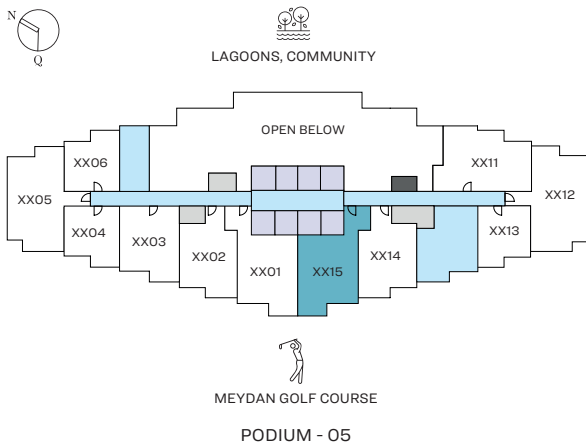 N
Q
LAGOONS, COMMUNITY
OPEN BELOW
XX06
XX11
XX05
XX12
XX04
XX03
XX02
XX01
XX15
XX14
XX13
MEYDAN GOLF COURSE
PODIUM - 05